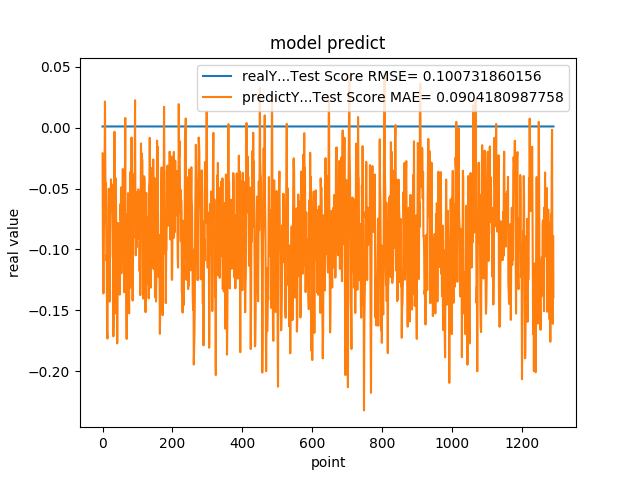 model predict
realY...Test Score RMSE= 0.100731860156
predictY...Test Score MAE= 0.0904180987758
0.05
0.00
−0.05
−0.10
−0.15
−0.20
real value
0 200 400 600 800 1000 1200
point